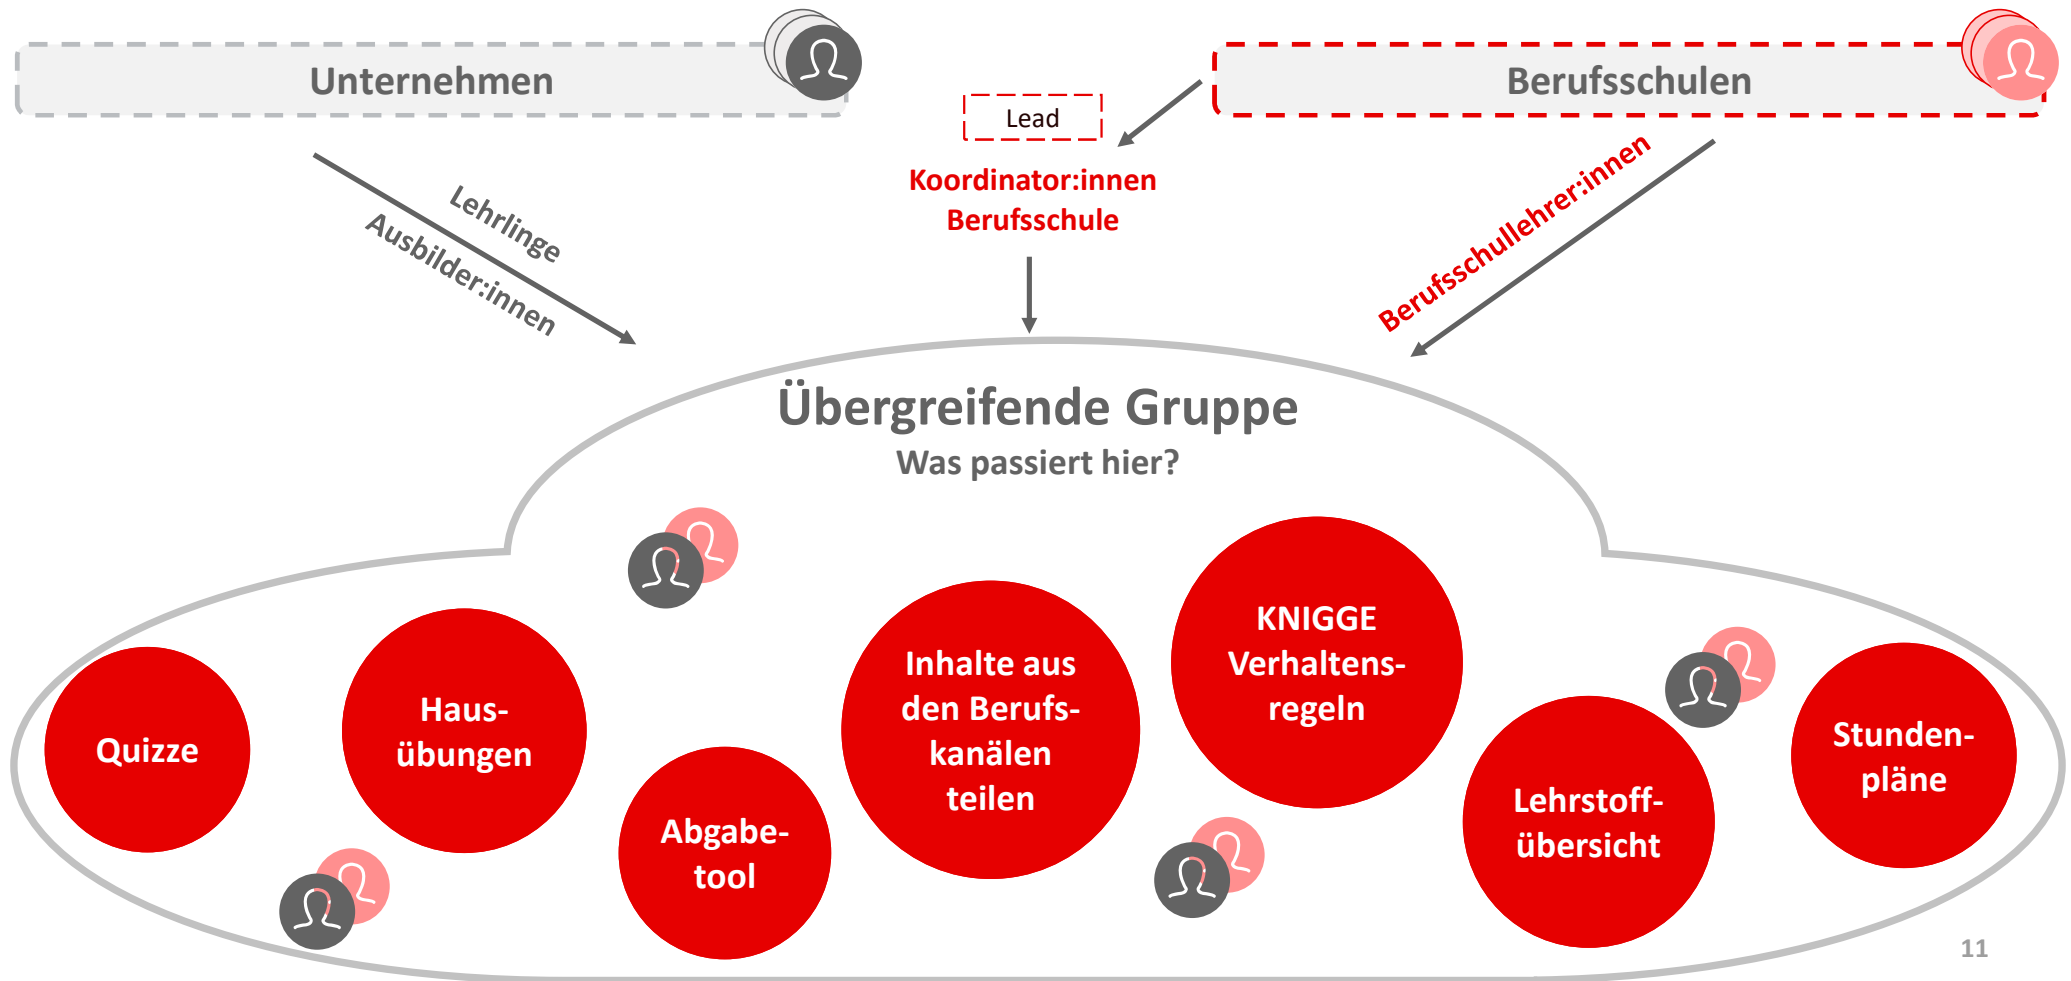 Unternehmen
Berufsschulen
Lead
Koordinator:innen
Berufsschule
Lehrlinge
Ausbilder:innen
Berufsschullehrer:innen
Übergreifende Gruppe
Was passiert hier?
Quizze
Haus-
übungen
Abgabe-
tool
Inhalte aus
den Berufs-
kanälen
teilen
KNIGGE
Verhaltens-
regeln
Lehrstoff-
übersicht
Stunden-
pläne
11